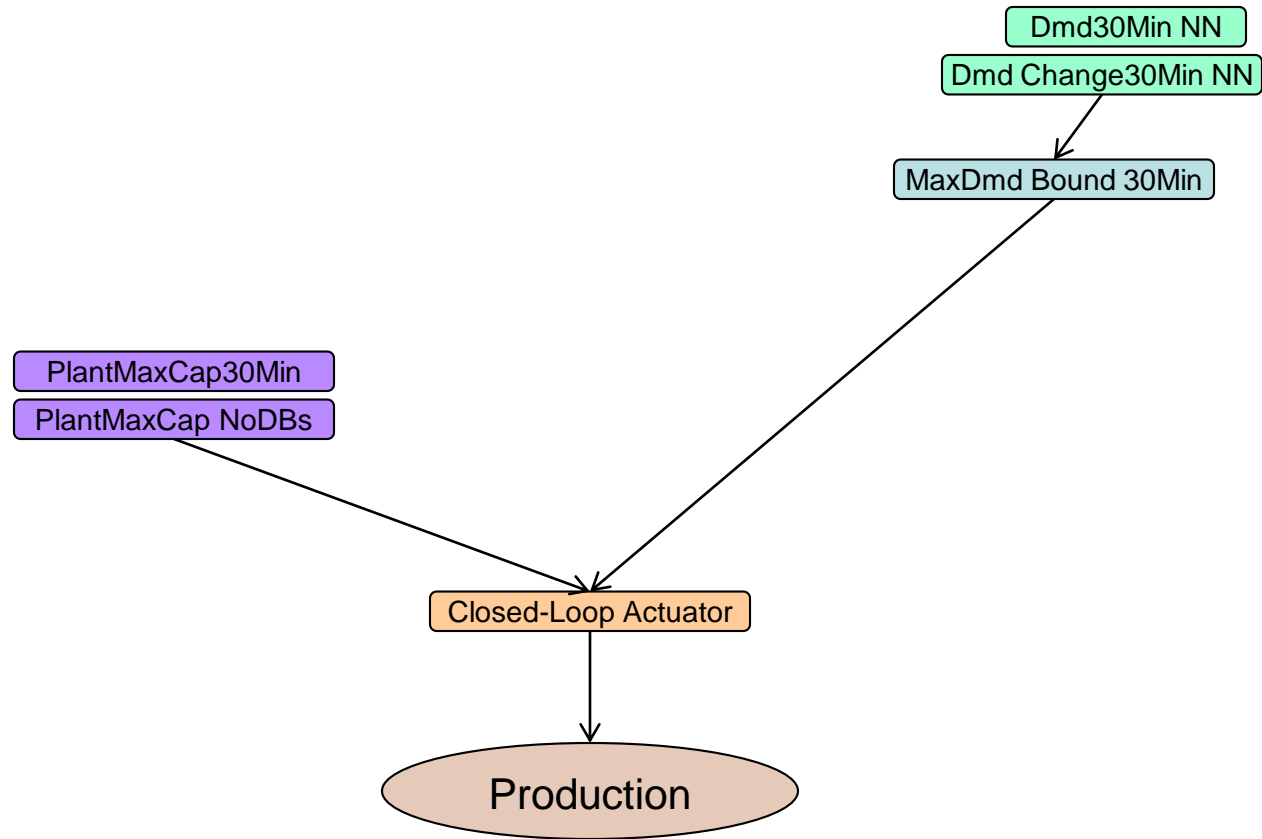 Dmd30Min NN
Dmd Change30Min NN
MaxDmd Bound 30Min
PlantMaxCap30Min
PlantMaxCap NoDBs
Closed-Loop Actuator
Production